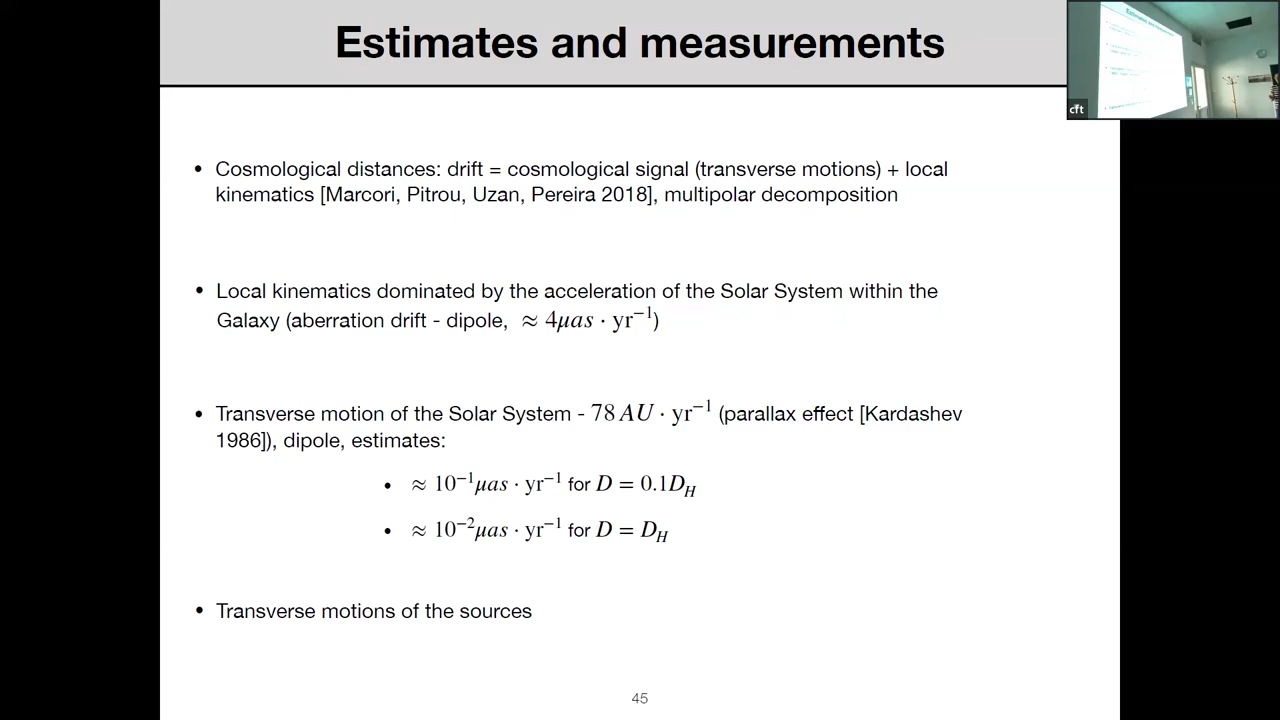 Estimates and measurements
cft
• Cosmological distances: drift = cosmological signal (transverse motions) + local
kinematics [Marcori, Pitrou, Uzan, Pereira 2018], multipolar decomposition
• Local kinematics dominated by the acceleration of the Solar System within the
Galaxy (aberration drift - dipole, ≈ 4μas · yr⁻¹)
• Transverse motion of the Solar System - 78 AU · yr⁻¹ (parallax effect [Kardashev
1986]), dipole, estimates:
• ≈ 10⁻¹μas · yr⁻¹ for D = 0.1D_H
• ≈ 10⁻²μas · yr⁻¹ for D = D_H
• Transverse motions of the sources
45